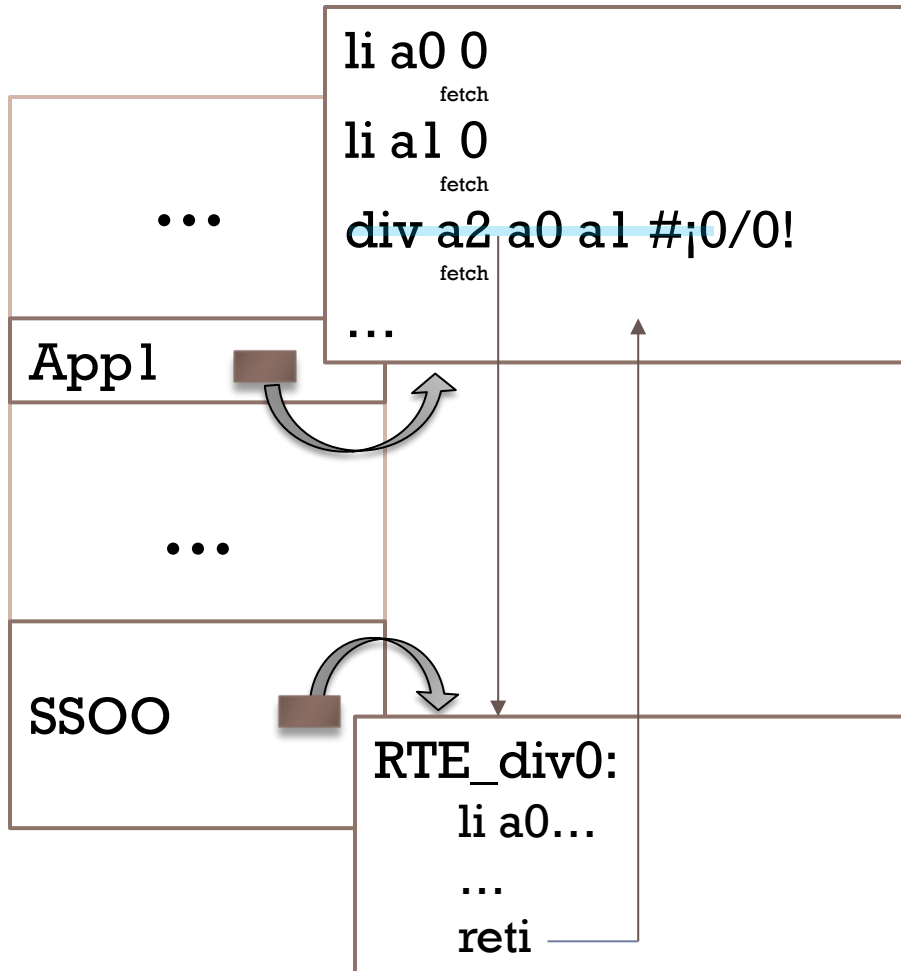 li a0 0
fetch
li a1 0
fetch
div a2 a0 a1 #¡0/0!
fetch
...
...
App1
...
SSOO
RTE_div0:
li a0...
...
reti